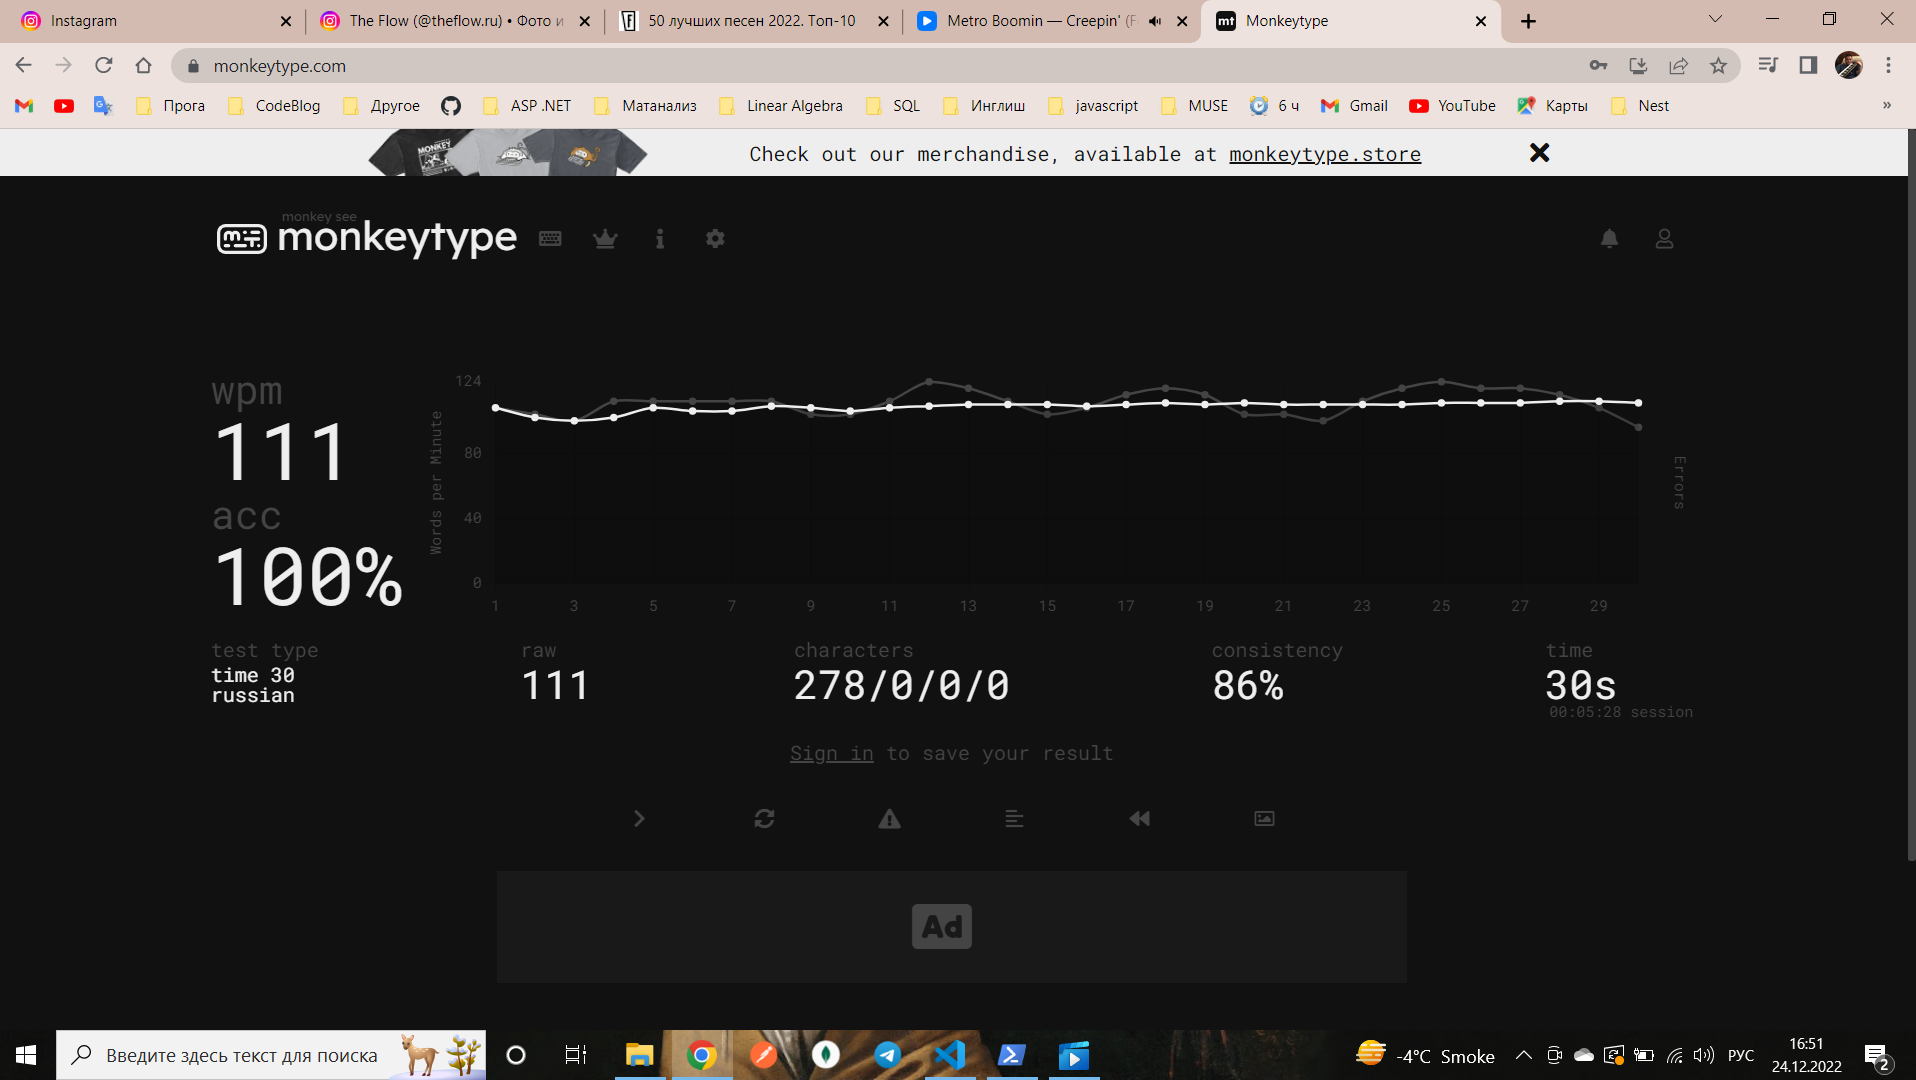 Instagram
The Flow (@theflow.ru) • Фото и
50 лучших песен 2022. Топ-10
Metro Boomin — Creepin' (F
mt Monkeytype
monkeytype.com
Прога
CodeBlog
Другое
ASP .NET
Матанализ
Linear Algebra
SQL
Инглиш
javascript
MUSE
6 ч
Gmail
YouTube
Карты
Nest
»
MONKEY
Check out our merchandise, available at monkeytype.store
monkey see
monkeytype
wpm
111
acc
100%
Words per Minute
124
80
40
0
1 3 5 7 9 11 13 15 17 19 21 23 25 27 29
Errors
test type
time 30
russian
raw
111
characters
278/0/0/0
consistency
86%
time
30s
00:05:28 session
Sign in to save your result
Ad
Введите здесь текст для поиска
-4°C Smoke
РУС
16:51
24.12.2022
2